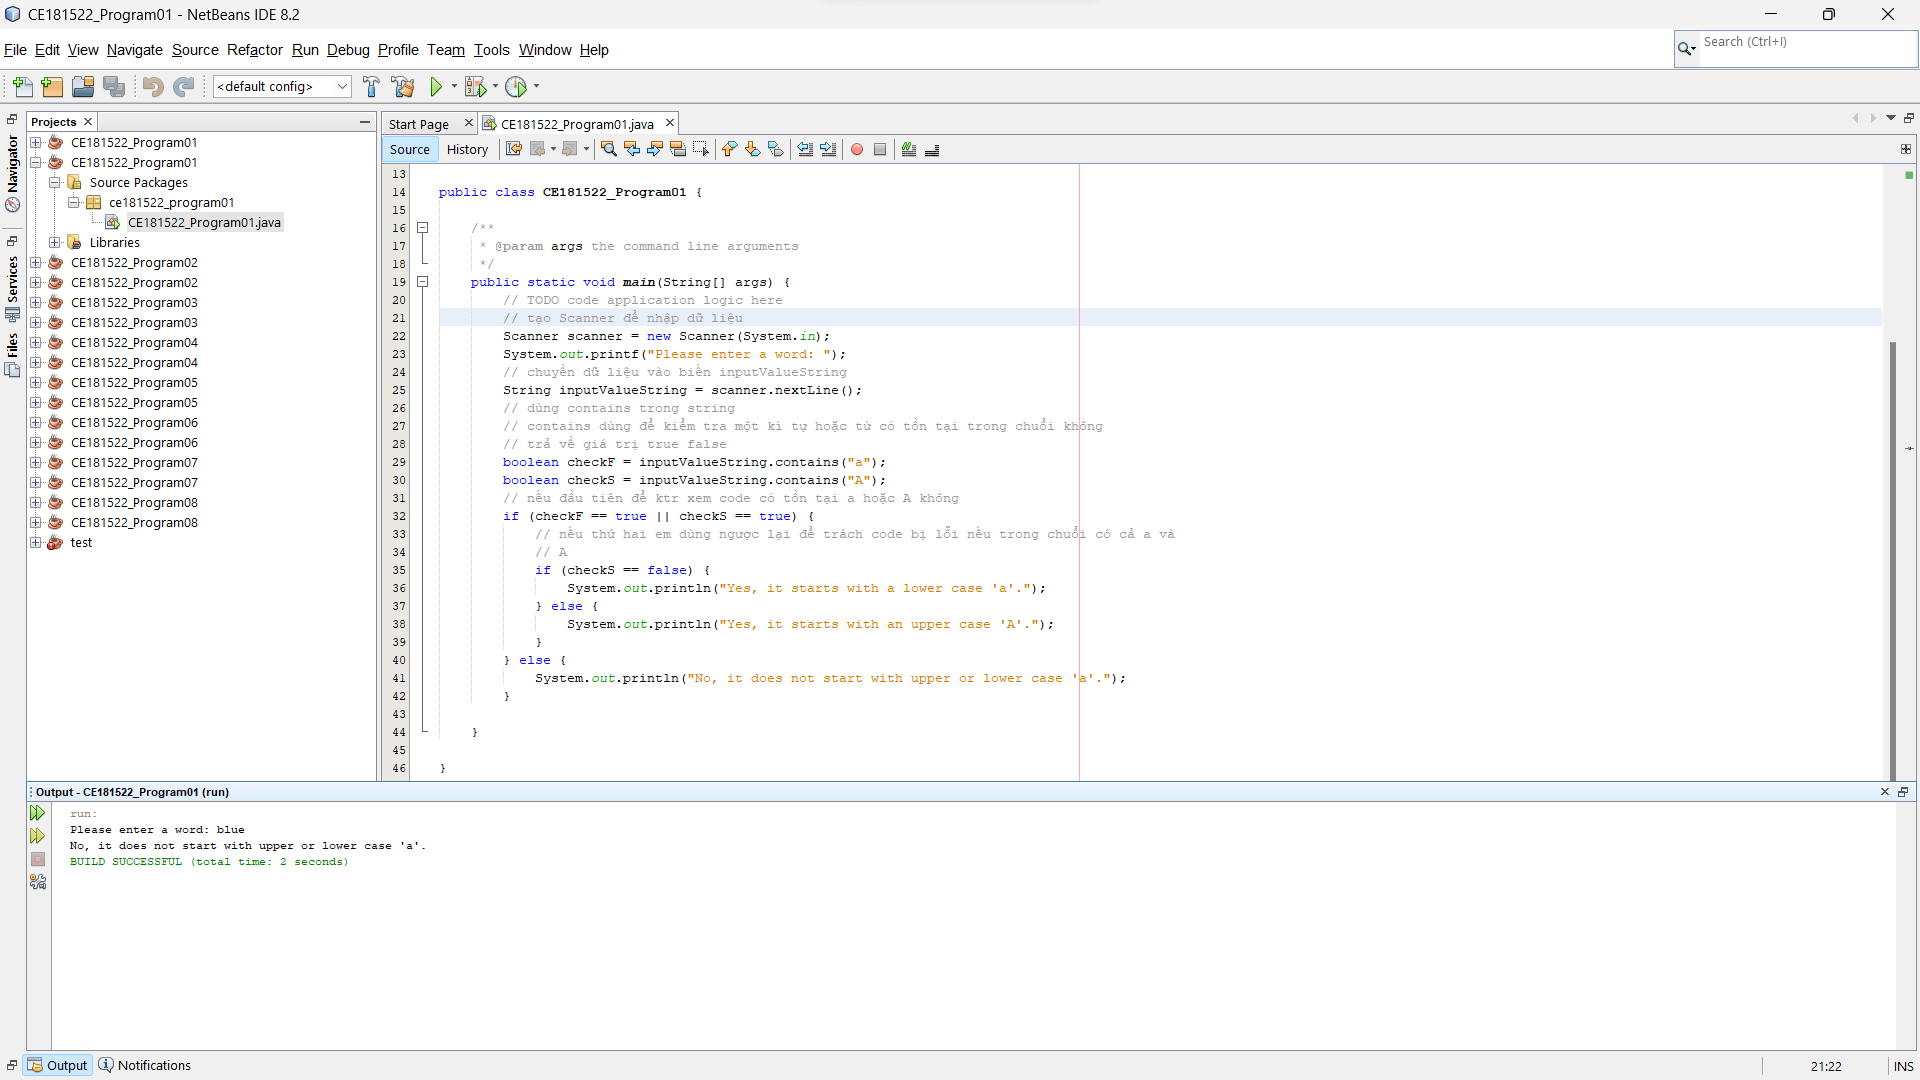 CE181522_Program01 - NetBeans IDE 8.2
File Edit View Navigate Source Refactor Run Debug Profile Team Tools Window Help
Search (Ctrl+I)
<default config>
Navigator
Services
Files
Projects
CE181522_Program01
CE181522_Program01
Source Packages
ce181522_program01
CE181522_Program01.java
Libraries
CE181522_Program02
CE181522_Program02
CE181522_Program03
CE181522_Program03
CE181522_Program04
CE181522_Program04
CE181522_Program05
CE181522_Program05
CE181522_Program06
CE181522_Program06
CE181522_Program07
CE181522_Program07
CE181522_Program08
CE181522_Program08
test
Start Page CE181522_Program01.java
Source History
13
14 public class CE181522_Program01 {
15
16 /**
17 * @param args the command line arguments
18 */
19 public static void main(String[] args) {
20 // TODO code application logic here
21 // tạo Scanner để nhập dữ liệu
22 Scanner scanner = new Scanner(System.in);
23 System.out.printf("Please enter a word: ");
24 // chuyền dữ liệu vào biến inputValueString
25 String inputValueString = scanner.nextLine();
26 // dùng contains trong string
27 // contains dùng để kiểm tra một kí tự hoặc từ có tồn tại trong chuổi không
28 // trả về giá trị true false
29 boolean checkF = inputValueString.contains("a");
30 boolean checkS = inputValueString.contains("A");
31 // nếu đầu tiên để ktr xem code có tồn tại a hoặc A không
32 if (checkF == true || checkS == true) {
33 // nếu thứ hai em dùng ngược lại để trách code bị lỗi nếu trong chuổi có cả a và
34 // A
35 if (checkS == false) {
36 System.out.println("Yes, it starts with a lower case 'a'.");
37 } else {
38 System.out.println("Yes, it starts with an upper case 'A'.");
39 }
40 } else {
41 System.out.println("No, it does not start with upper or lower case 'a'.");
42 }
43
44 }
45
46 }
Output - CE181522_Program01 (run)
run:
Please enter a word: blue
No, it does not start with upper or lower case 'a'.
BUILD SUCCESSFUL (total time: 2 seconds)
Output Notifications
21:22 INS